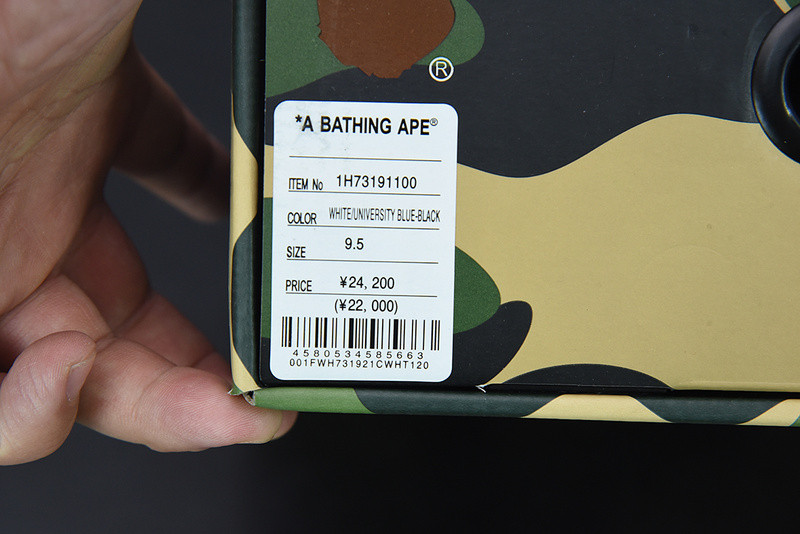 ®
*A BATHING APE®
ITEM No 1H73191100
COLOR WHITE/UNIVERSITY BLUE-BLACK
SIZE 9.5
PRICE ¥24, 200
(¥22, 000)
4580534585663
001FWH731921CWHT120